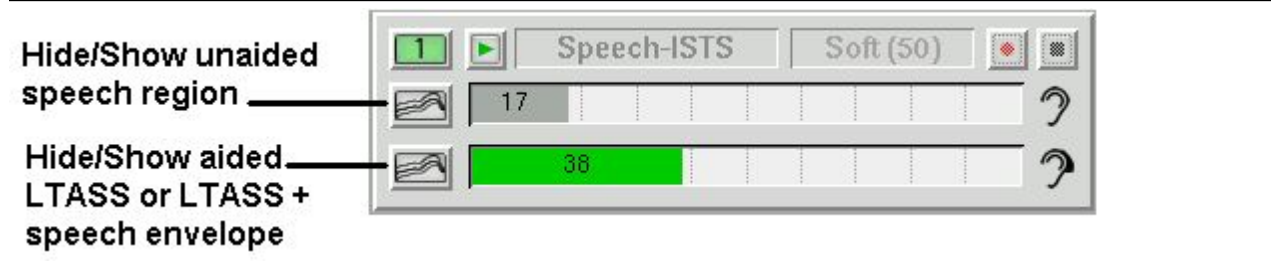 Hide/Show unaided
speech region
Hide/Show aided
LTASS or LTASS +
speech envelope
1
Speech-ISTS
Soft (50)
17
38